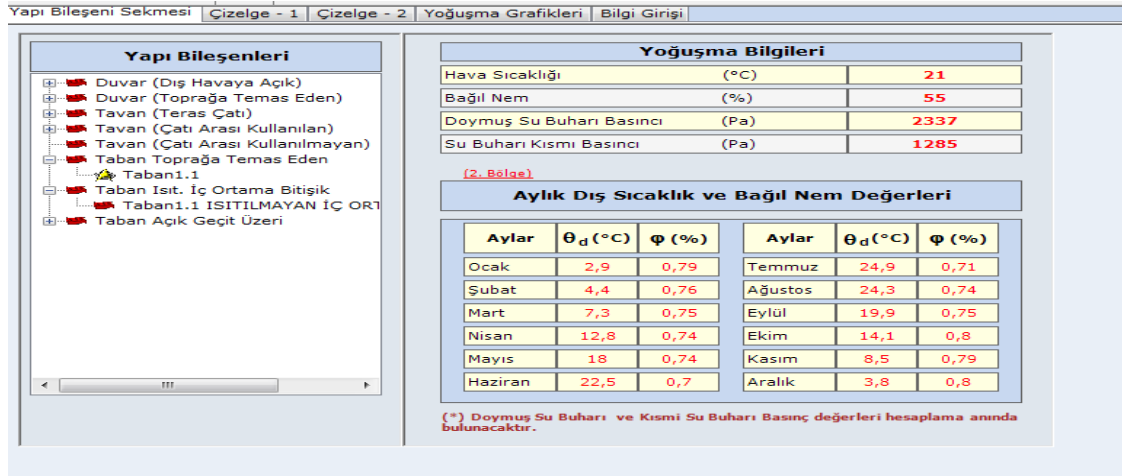 Yapı Bileşeni Sekmesi Çizelge - 1 Çizelge - 2 Yoğuşma Grafikleri Bilgi Girişi
Yapı Bileşenleri
Duvar (Dış Havaya Açık)
Duvar (Toprağa Temas Eden)
Tavan (Teras Çatı)
Tavan (Çatı Arası Kullanılan)
Tavan (Çatı Arası Kullanılmayan)
Taban Toprağa Temas Eden
Taban1.1
Taban Isıt. İç Ortama Bitişik
Taban1.1 ISITILMAYAN İÇ ORT
Taban Açık Geçit Üzeri
Yoğuşma Bilgileri
Hava Sıcaklığı (°C) 21
Bağıl Nem (%) 55
Doymuş Su Buharı Basıncı (Pa) 2337
Su Buharı Kısmı Basıncı (Pa) 1285
(2. Bölge)
Aylık Dış Sıcaklık ve Bağıl Nem Değerleri
Aylar θd(°C) φ (%) Aylar θd(°C) φ (%)
Ocak 2,9 0,79 Temmuz 24,9 0,71
Şubat 4,4 0,76 Ağustos 24,3 0,74
Mart 7,3 0,75 Eylül 19,9 0,75
Nisan 12,8 0,74 Ekim 14,1 0,8
Mayıs 18 0,74 Kasım 8,5 0,79
Haziran 22,5 0,7 Aralık 3,8 0,8
(*) Doymuş Su Buharı ve Kısmi Su Buharı Basınç değerleri hesaplama anında
bulunacaktır.